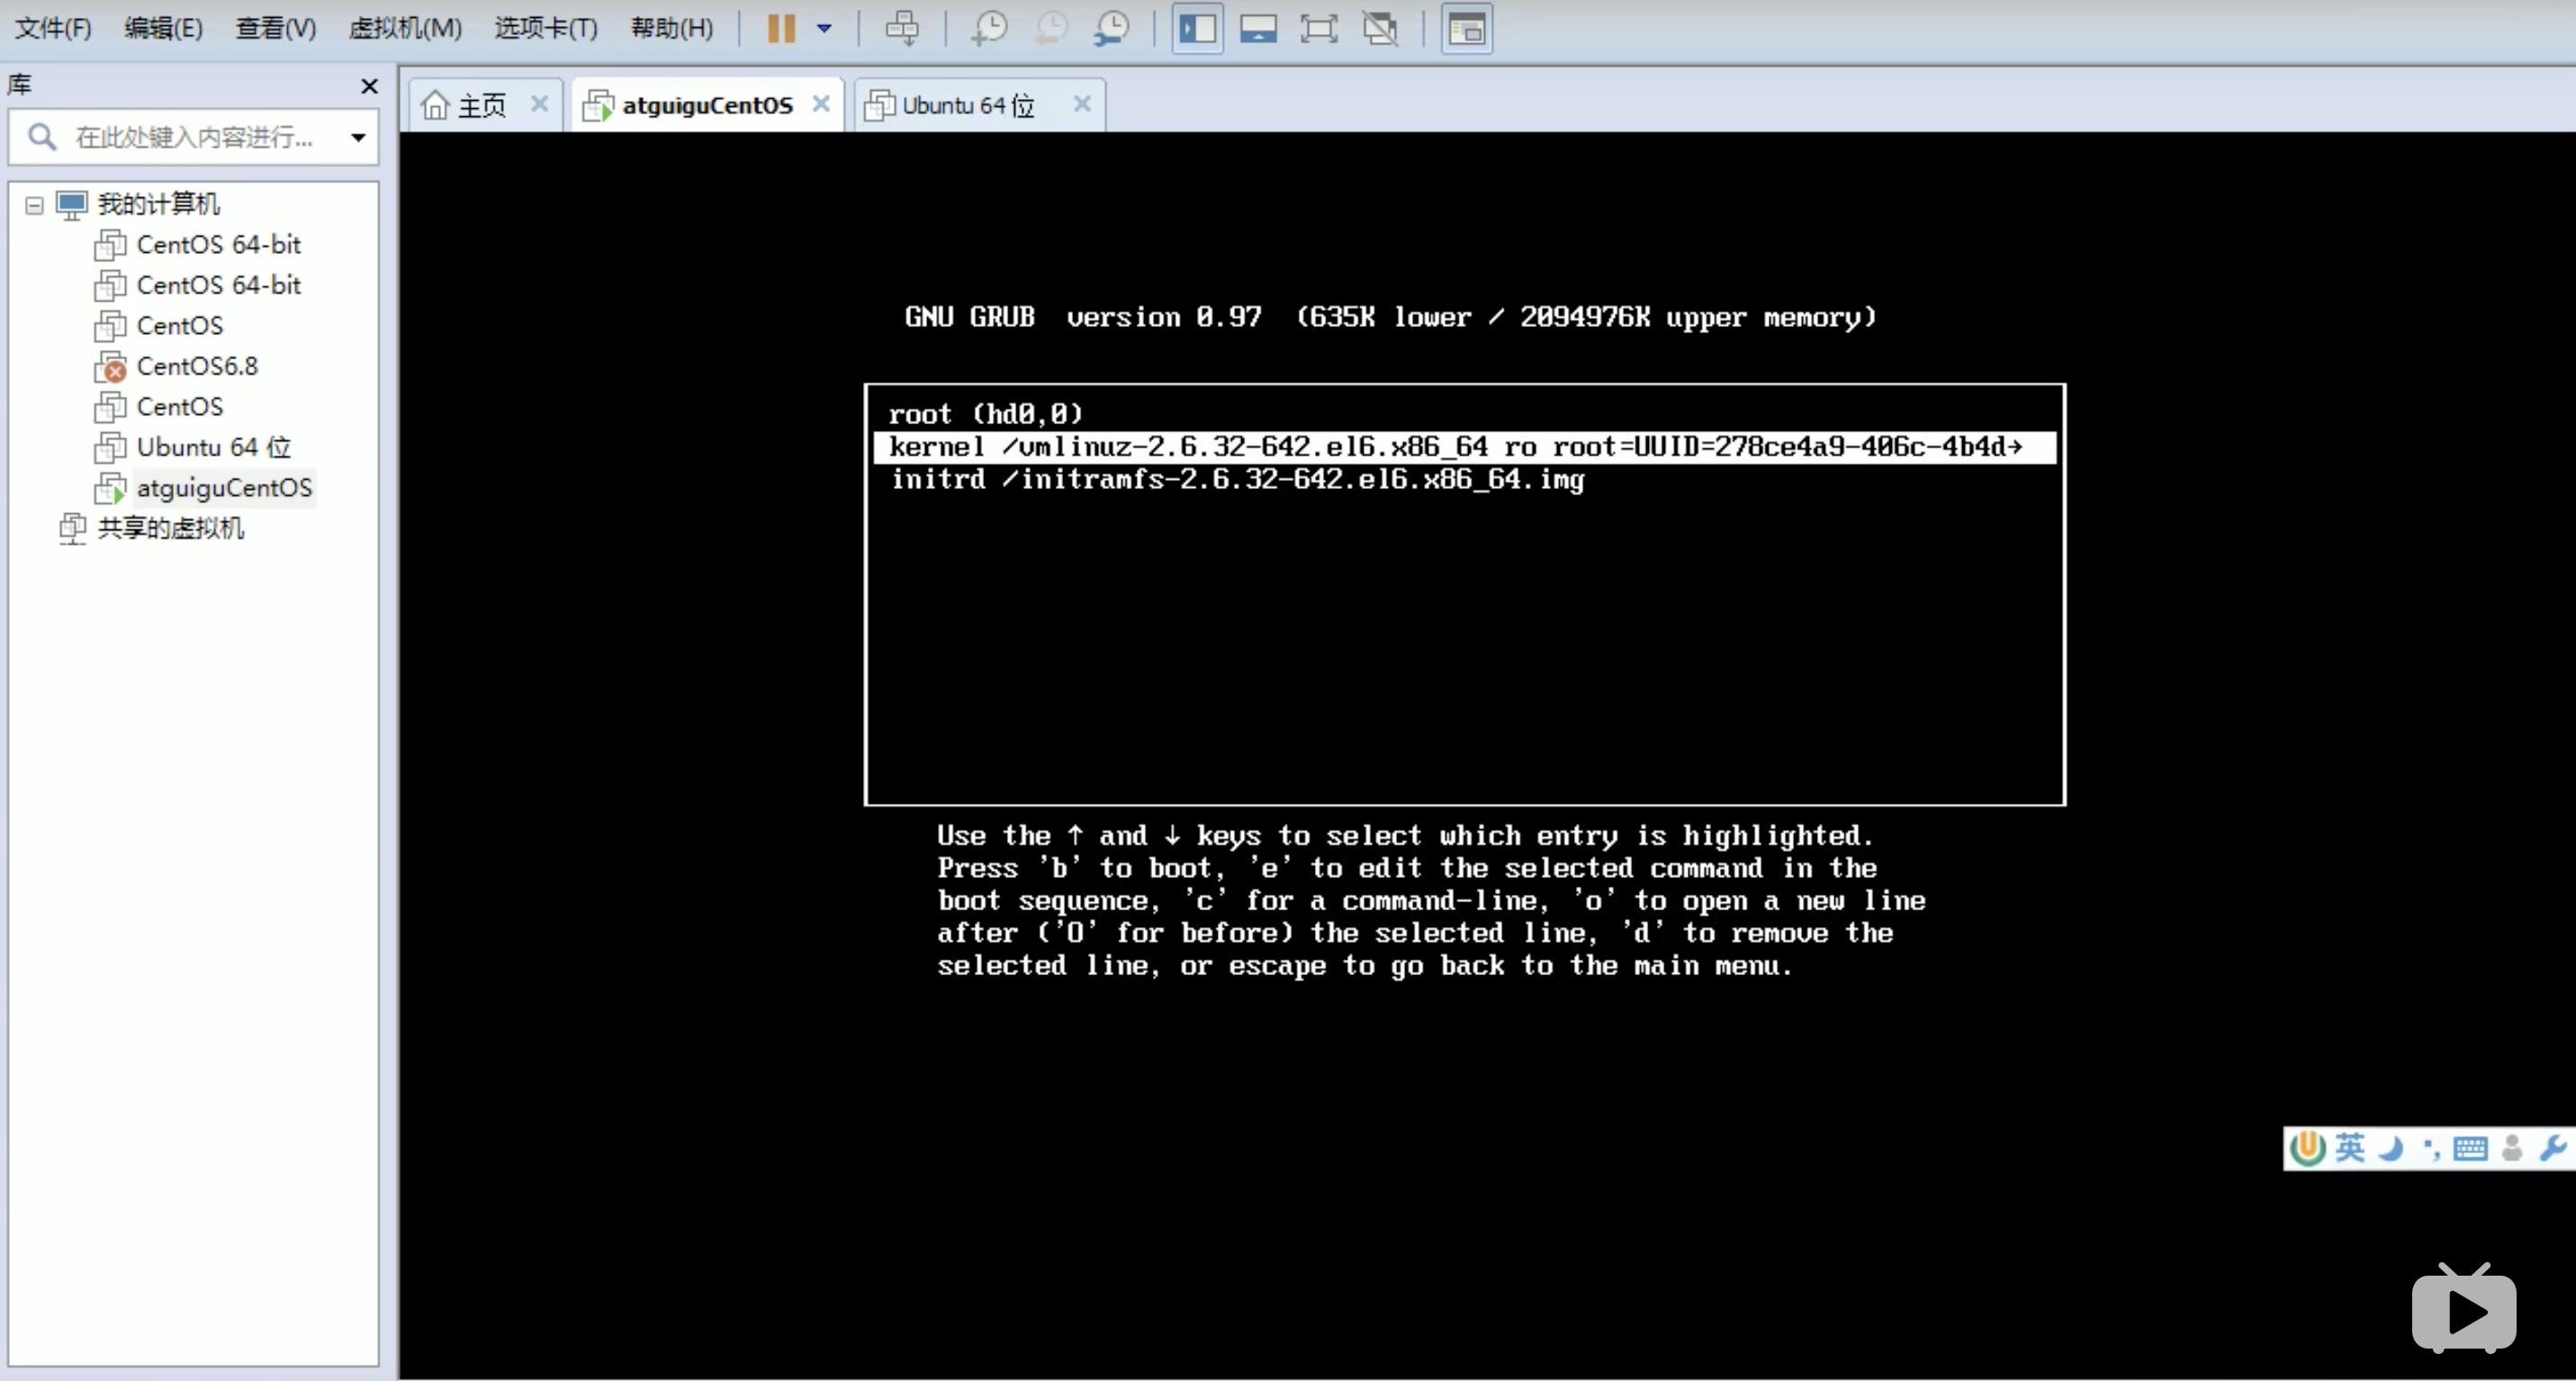 文件(F) 编辑(E) 查看(V) 虚拟机(M) 选项卡(T) 帮助(H)
库
在此处键入内容进行...
我的计算机
CentOS 64-bit
CentOS 64-bit
CentOS
CentOS6.8
CentOS
Ubuntu 64 位
atguiguCentOS
共享的虚拟机
主页 atguiguCentOS Ubuntu 64 位
GNU GRUB version 0.97 (635K lower / 2094976K upper memory)
root (hd0,0)
kernel /vmlinuz-2.6.32-642.el6.x86_64 ro root=UUID=278ce4a9-406c-4b4d→
initrd /initramfs-2.6.32-642.el6.x86_64.img
Use the ↑ and ↓ keys to select which entry is highlighted.
Press 'b' to boot, 'e' to edit the selected command in the
boot sequence, 'c' for a command-line, 'o' to open a new line
after ('O' for before) the selected line, 'd' to remove the
selected line, or escape to go back to the main menu.
英